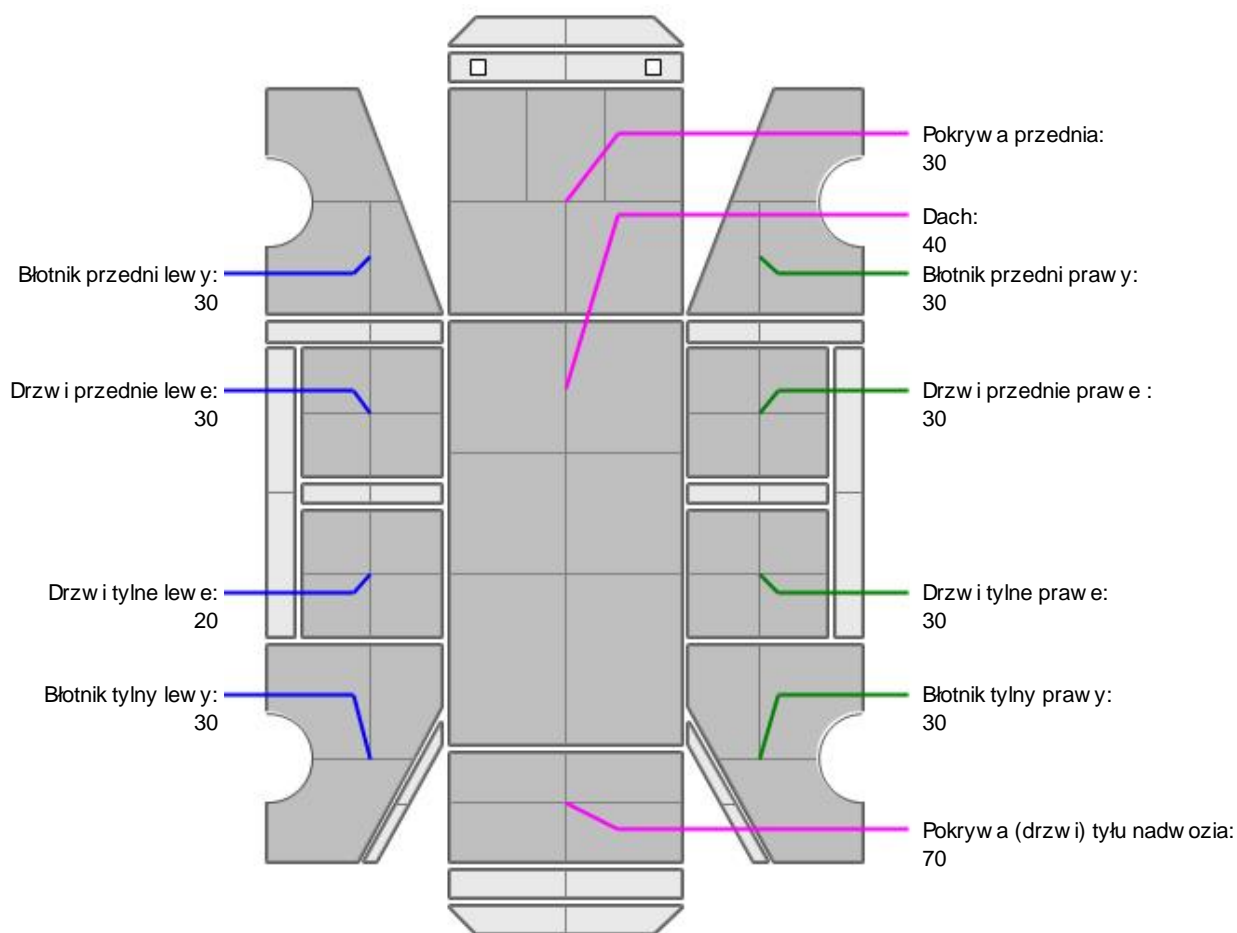 Pokrywa przednia:
30
Dach:
40
Błotnik przedni lewy:
30
Błotnik przedni prawy:
30
Drzwi przednie lewe:
30
Drzwi przednie prawe :
30
Drzwi tylne lewe:
20
Drzwi tylne prawe:
30
Błotnik tylny lewy:
30
Błotnik tylny prawy:
30
Pokrywa (drzwi) tyłu nadwozia:
70